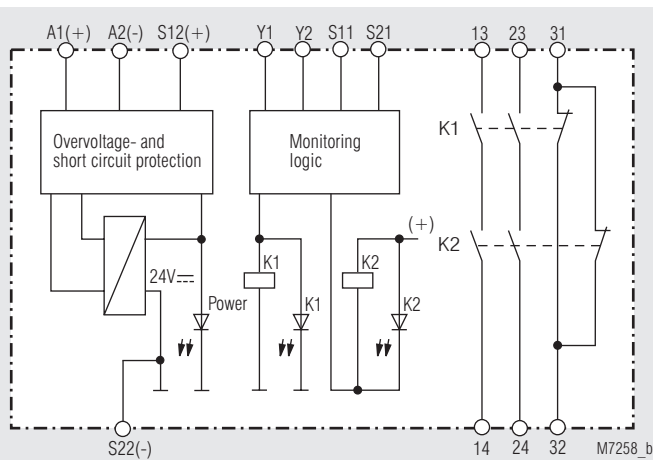 A1(+) A2(-) S12(+) Y1 Y2 S11 S21 13 23 31
Overvoltage- and
short circuit protection
Monitoring
logic
K1
(+)
K2
24V
K1
K2
Power
K1
K2
S22(-)
14 24 32
M7258_b